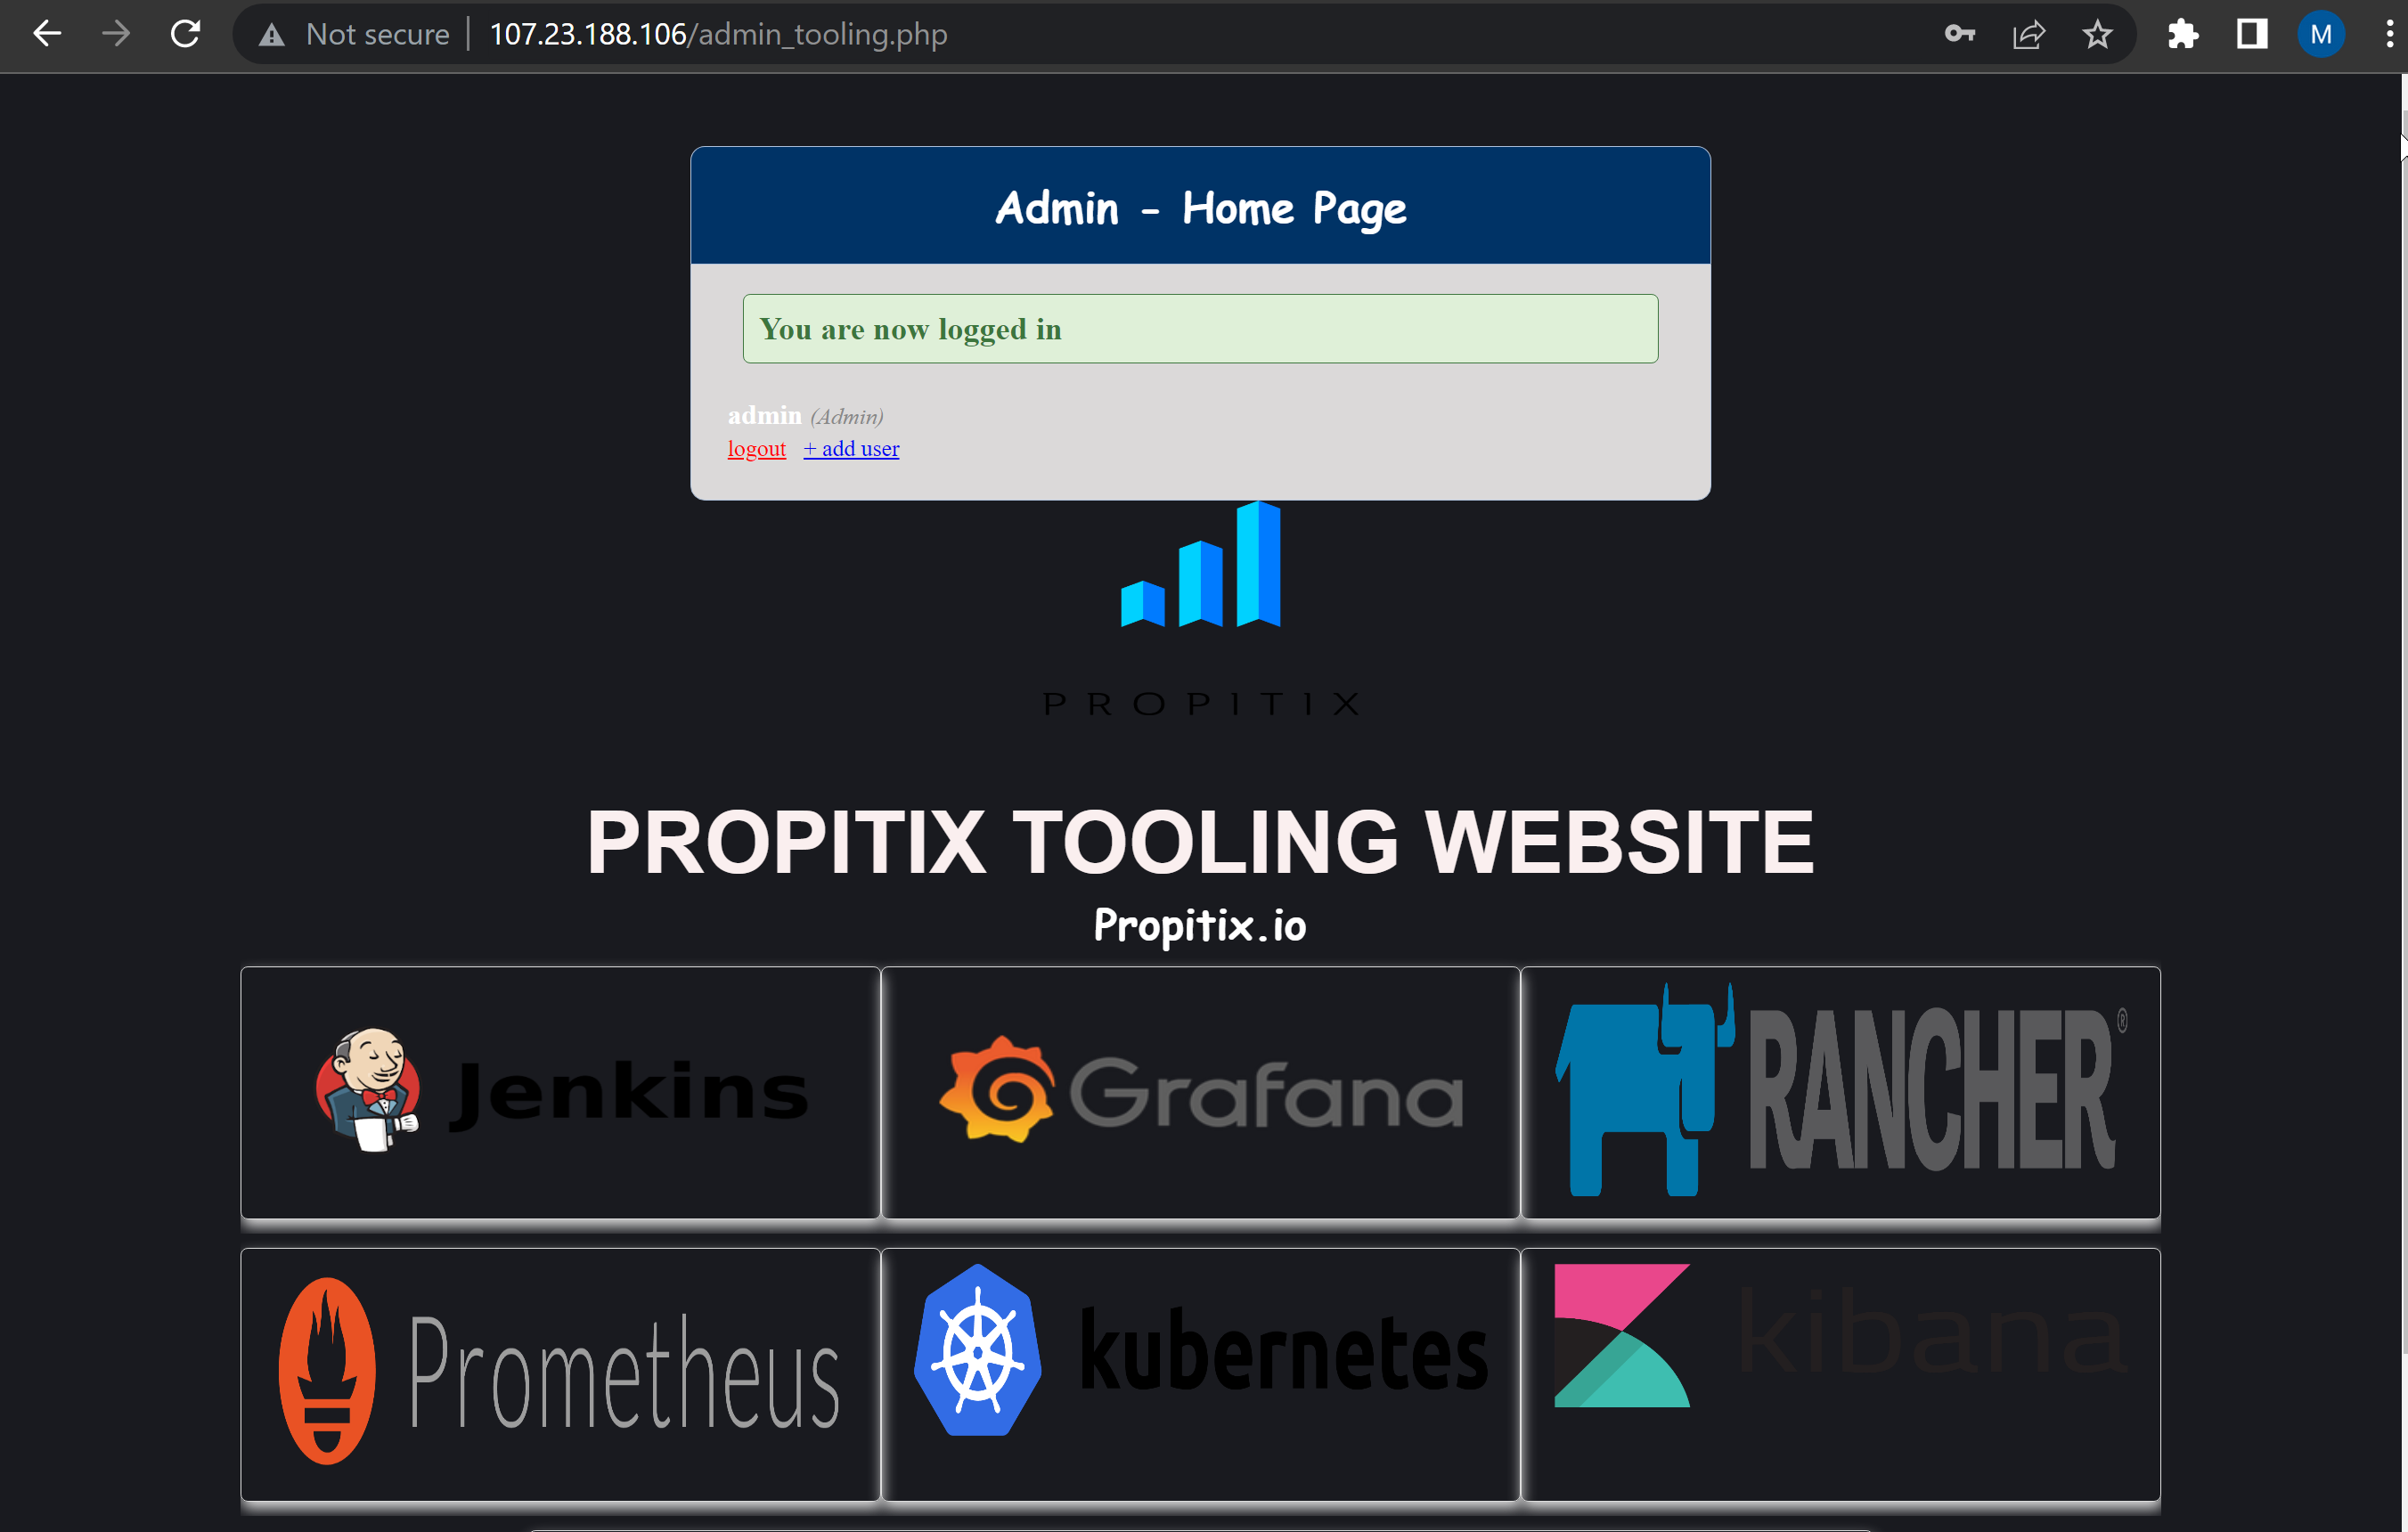 Not secure | 107.23.188.106/admin_tooling.php
M
Admin - Home Page
You are now logged in
admin (Admin)
logout + add user
PROPITIX
PROPITIX TOOLING WEBSITE
Propitix.io
Jenkins
Grafana
RANCHER®
Prometheus
kubernetes
kibana